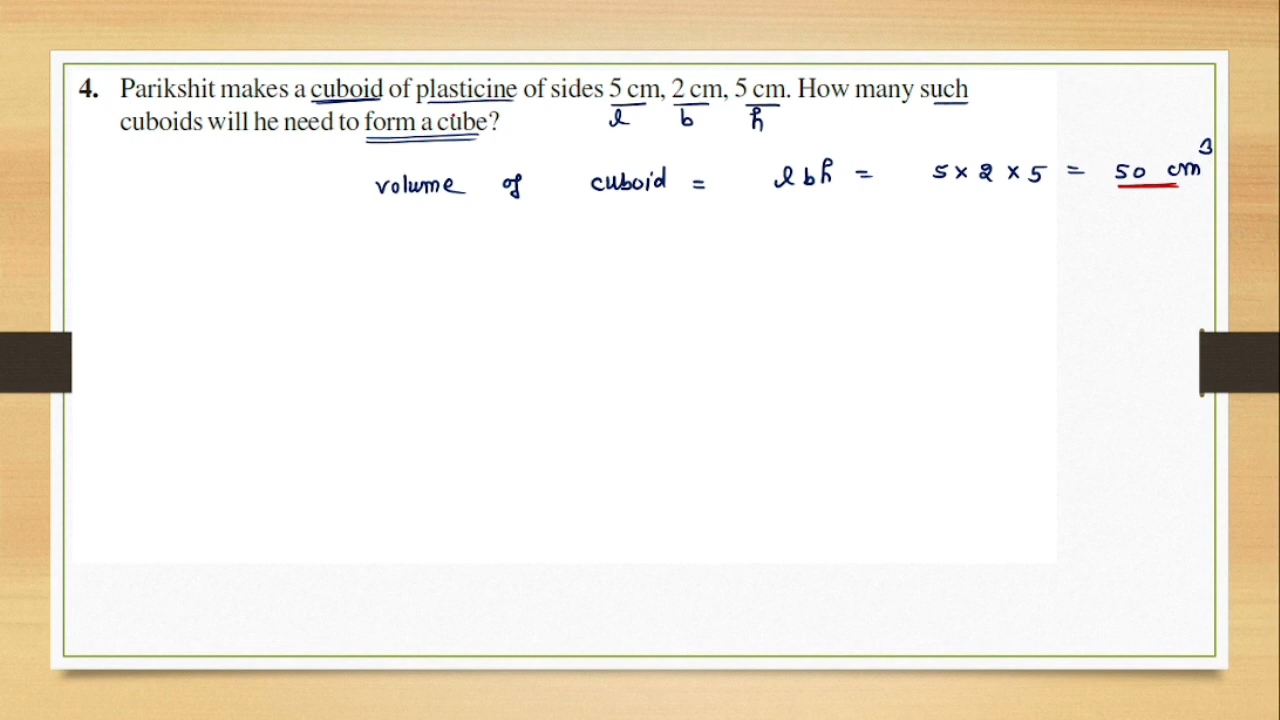 4. Parikshit makes a cuboid of plasticine of sides 5 cm, 2 cm, 5 cm. How many such
cuboids will he need to form a cube?
l b h
volume of cuboid = lbh = 5 × 2 × 5 = 50 cm³